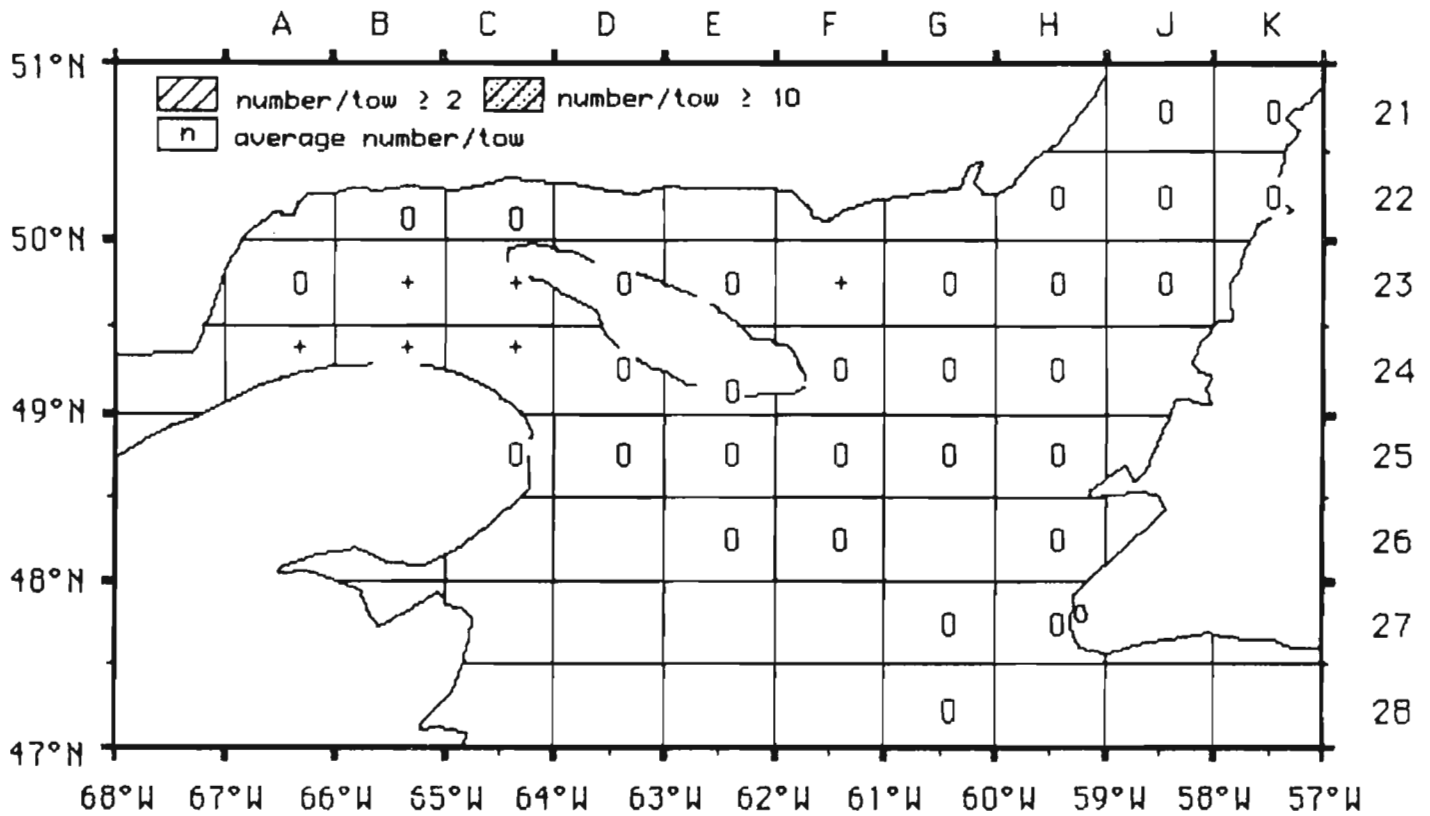 A B C D E F G H J K
51°N
number/tow ≥ 2 number/tow ≥ 10
n average number/tow
0 0 21
0 0 0 22
0 0
50°N
0 + + 0 0 + 0 0 0 23
+ + +
0 0 0 0 0 24
49°N
0 0 0 0 0 0 25
0 0 0 26
48°N
0 0 27
0 28
47°N
68°W 67°W 66°W 65°W 64°W 63°W 62°W 61°W 60°W 59°W 58°W 57°W